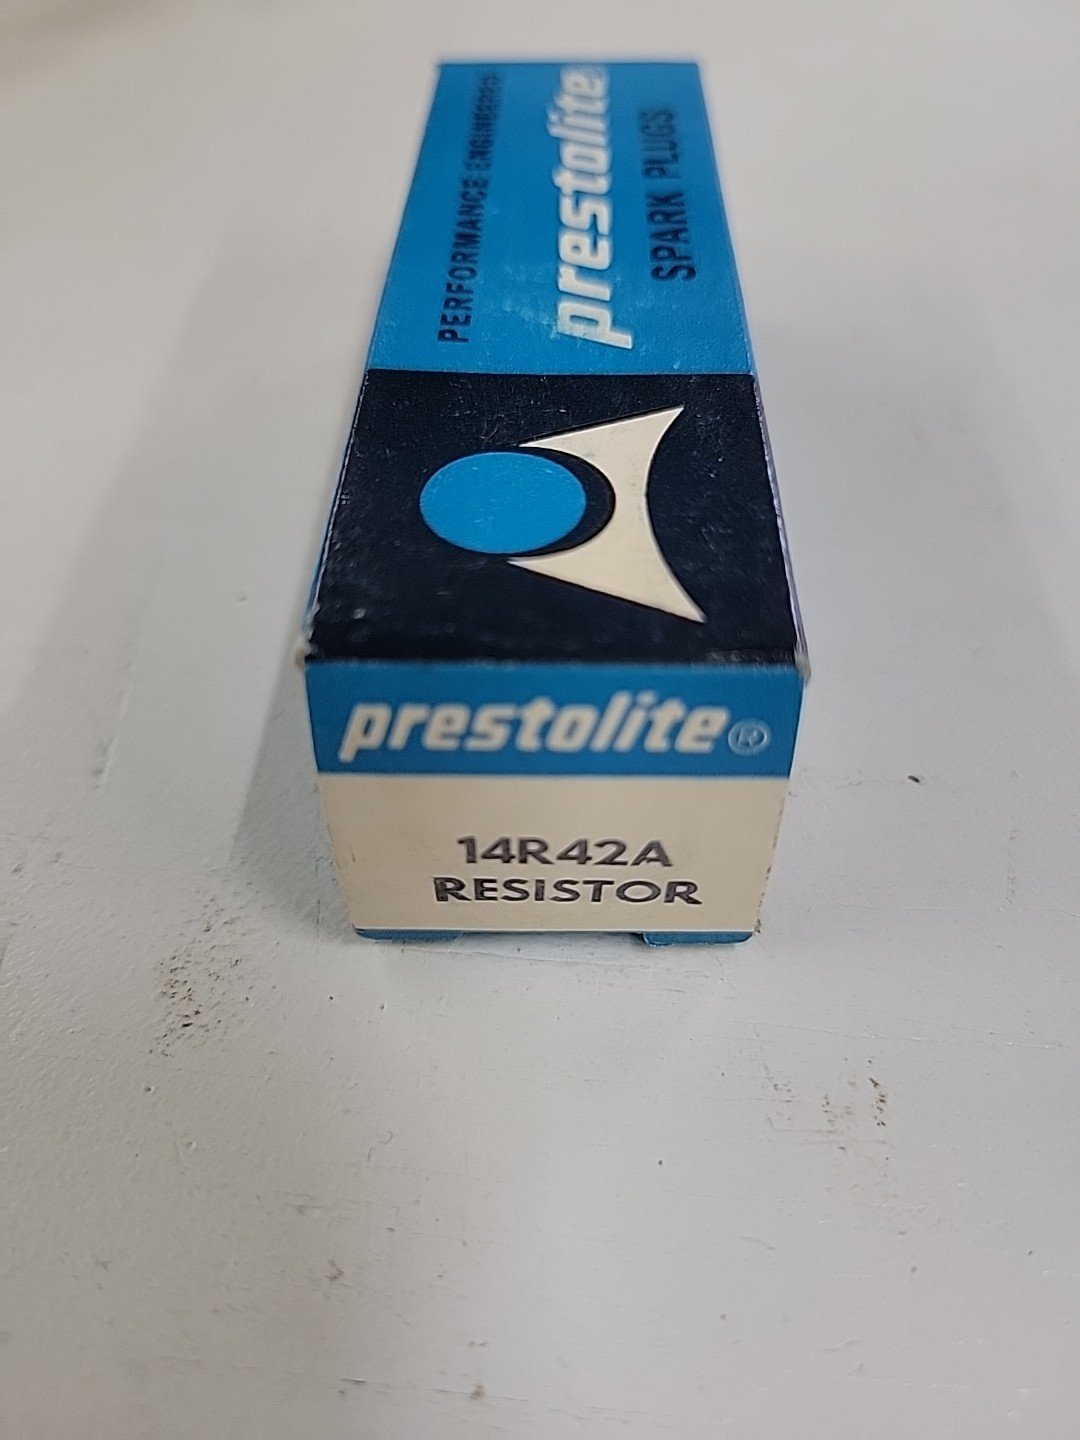 PERFORMANCE ENGINEERED
prestolite®
SPARK PLUGS
prestolite®
14R42A
RESISTOR